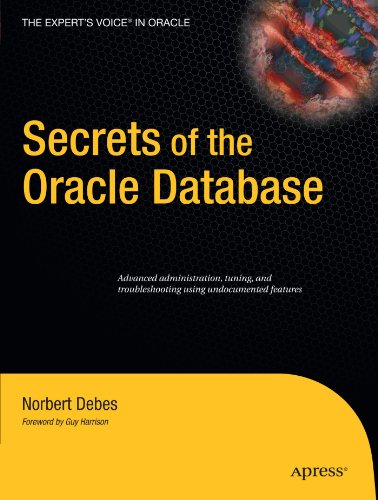 THE EXPERT'S VOICE® IN ORACLE
Secrets of the
Oracle Database
Advanced administration, tuning, and
troubleshooting using undocumented features
Norbert Debes
Foreword by Guy Harrison
Apress®